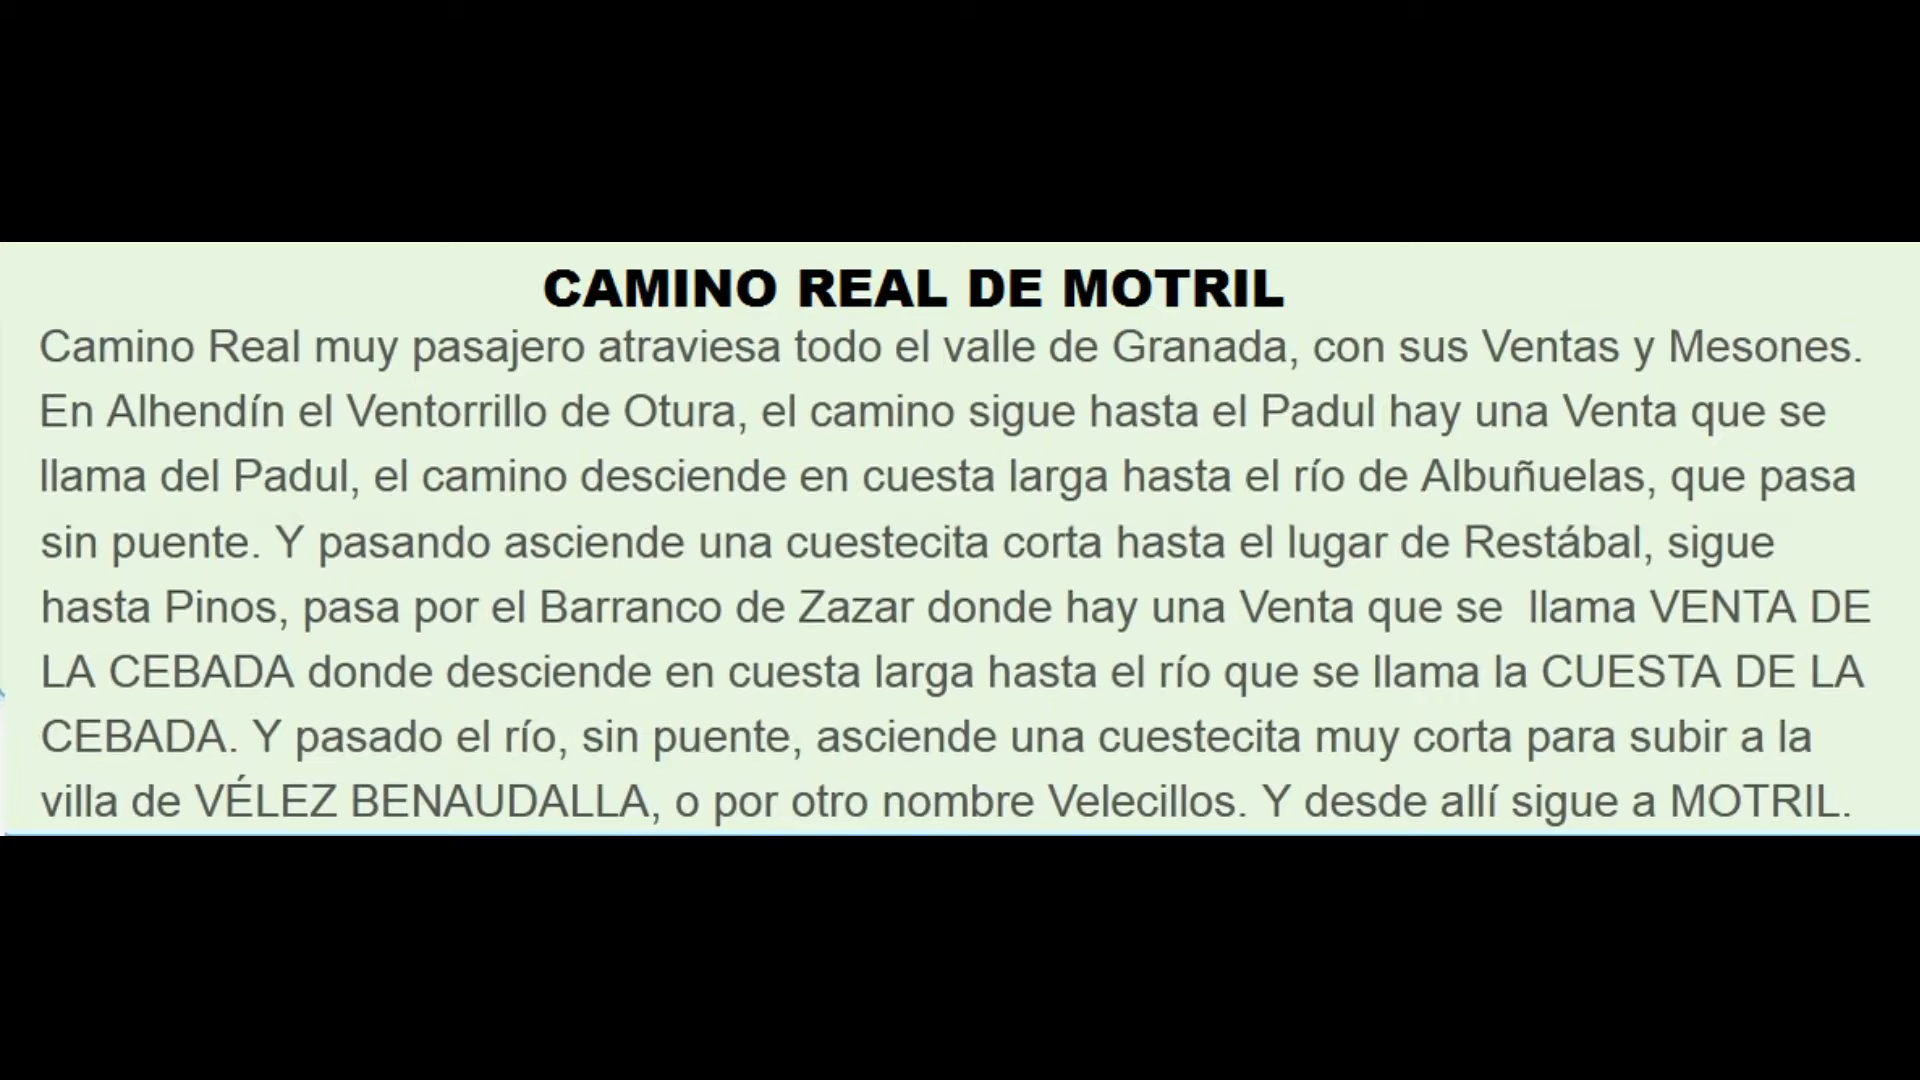 CAMINO REAL DE MOTRIL
Camino Real muy pasajero atraviesa todo el valle de Granada, con sus Ventas y Mesones.
En Alhendín el Ventorrillo de Otura, el camino sigue hasta el Padul hay una Venta que se
llama del Padul, el camino desciende en cuesta larga hasta el río de Albuñuelas, que pasa
sin puente. Y pasando asciende una cuestecita corta hasta el lugar de Restábal, sigue
hasta Pinos, pasa por el Barranco de Zazar donde hay una Venta que se  llama VENTA DE
LA CEBADA donde desciende en cuesta larga hasta el río que se llama la CUESTA DE LA
CEBADA. Y pasado el río, sin puente, asciende una cuestecita muy corta para subir a la
villa de VÉLEZ BENAUDALLA, o por otro nombre Velecillos. Y desde allí sigue a MOTRIL.